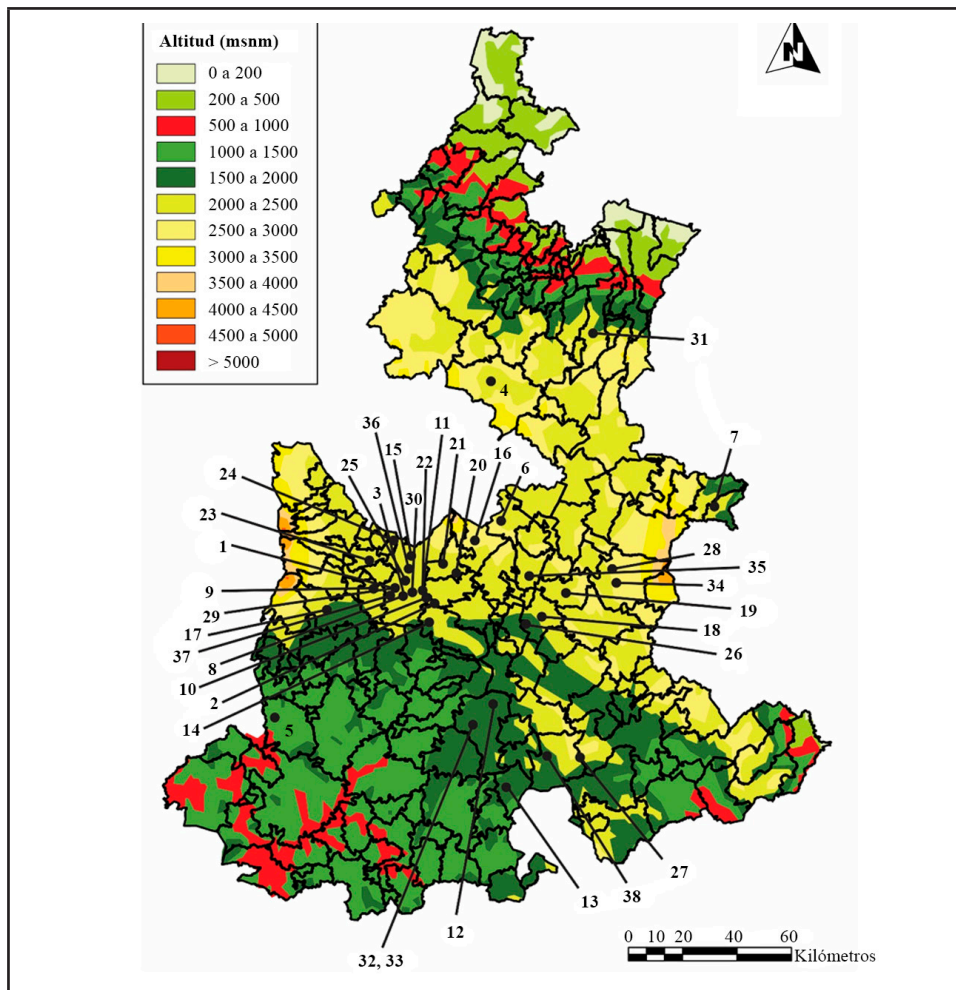 Altitud (msnm)
0 a 200
200 a 500
500 a 1000
1000 a 1500
1500 a 2000
2000 a 2500
2500 a 3000
3000 a 3500
3500 a 4000
4000 a 4500
4500 a 5000
> 5000
N
31
4
36
11
15
22
21
16
7
25
20
6
24
3
30
23
1
28
35
9
34
29
19
17
18
37
26
8
10
2
14
5
27
13
38
12
32, 33
0 10 20 40 60
Kilómetros